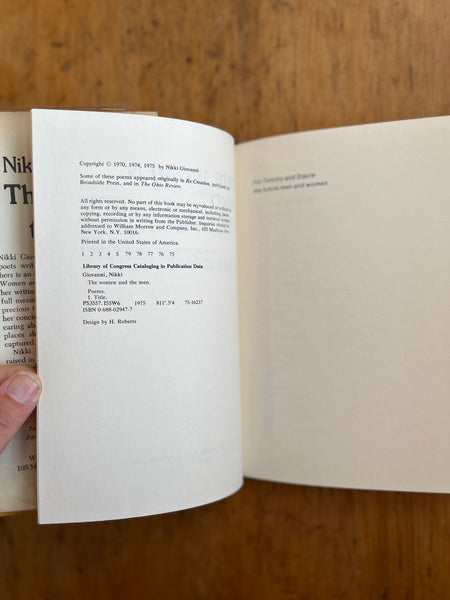 Nik
Th
t
Nikki Giov
poets writ
hers is an
Women an
her writin
full meas
precious t
her conci
caring ab
places sh
captured.
Nikki
raised in
105 M
Copyright © 1970, 1974, 1975 by Nikki Giovanni.
Some of these poems appeared originally in Re:Creation, published by
Broadside Press, and in The Ohio Review.
All rights reserved. No part of this book may be reproduced or utilized in
any form or by any means, electronic or mechanical, including photo-
copying, recording or by any information storage and retrieval system,
without permission in writing from the Publisher. Inquiries should be
addressed to William Morrow and Company, Inc., 105 Madison Ave.,
New York, N.Y. 10016.
Printed in the United States of America.
1 2 3 4 5 79 78 77 76 75
Library of Congress Cataloging in Publication Data
Giovanni, Nikki
The women and the men.
Poems.
I. Title.
PS3557.I55W6 1975 811'.5'4 75-16237
ISBN 0-688-02947-7
Design by H. Roberts
For Tommy and Stacie
the future men and women